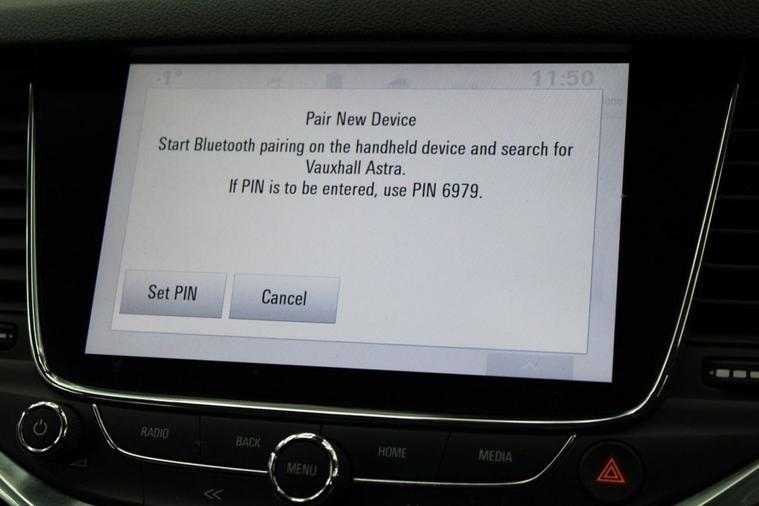 -1°
11:50
Pair New Device
Start Bluetooth pairing on the handheld device and search for
Vauxhall Astra.
If PIN is to be entered, use PIN 6979.
Set PIN
Cancel
RADIO
BACK
MENU
HOME
MEDIA